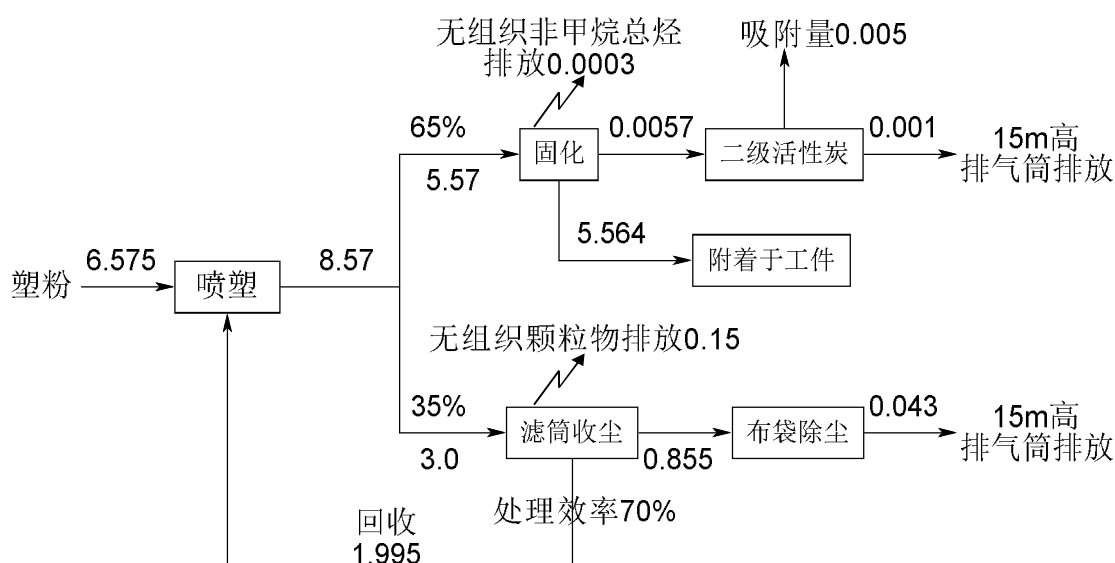 无组织非甲烷总烃
排放0.0003
吸附量0.005
65%
固化
0.0057
二级活性炭
0.001
15m高
排气筒排放
5.57
5.564
附着于工件
塑粉
6.575
喷塑
8.57
无组织颗粒物排放0.15
35%
滤筒收尘
布袋除尘
0.043
15m高
排气筒排放
3.0
0.855
处理效率70%
回收
1.995